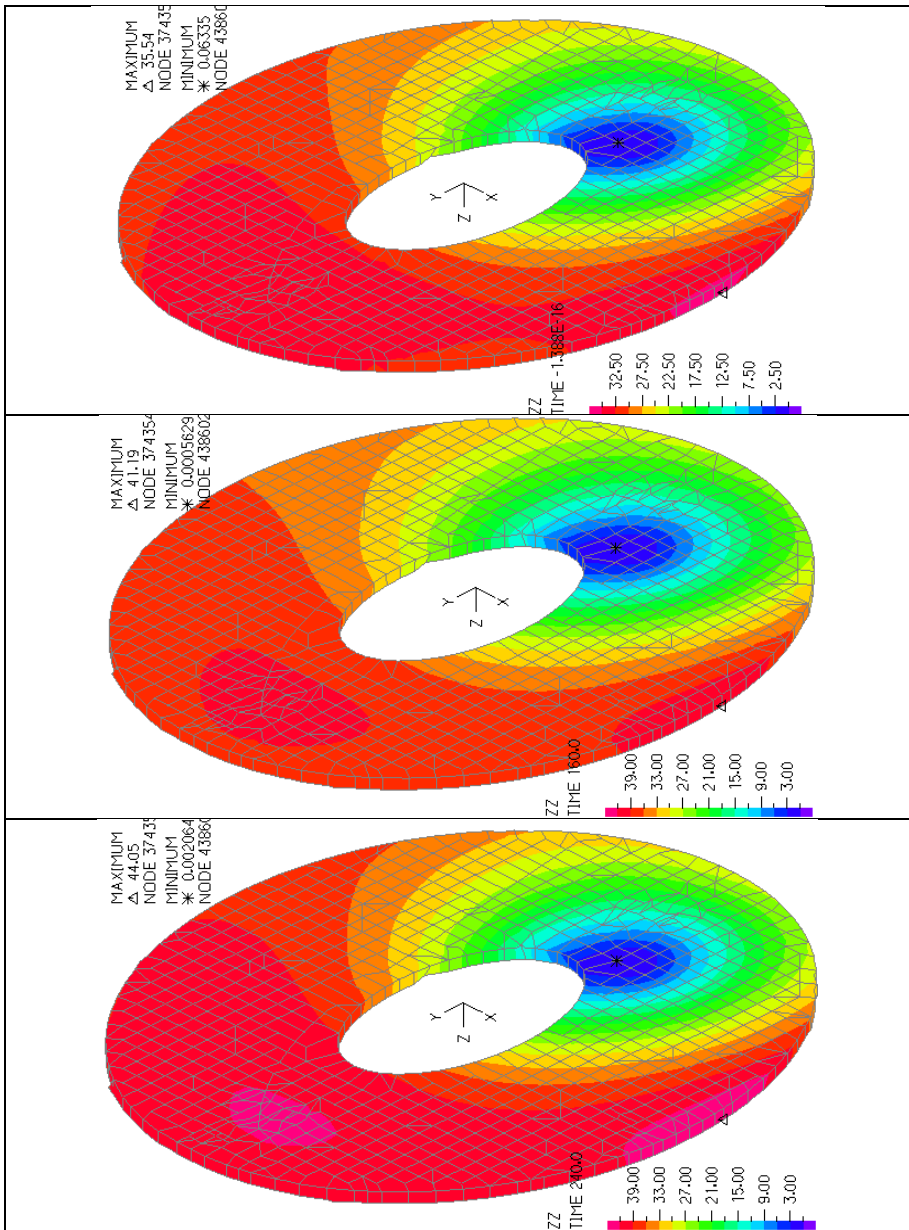 MAXIMUM
△ 35.54
NODE 37435
MINIMUM
* 0.06335
NODE 43860
Y
X
Z
ZZ
TIME -1.388E-16
32.50
27.50
22.50
17.50
12.50
7.50
2.50
MAXIMUM
△ 41.19
NODE 374354
MINIMUM
* 0.0005629
NODE 438602
Y
X
Z
ZZ
TIME 160.0
39.00
33.00
27.00
21.00
15.00
9.00
3.00
MAXIMUM
△ 44.05
NODE 37435
MINIMUM
* 0.002064
NODE 43860
Y
X
Z
ZZ
TIME 240.0
39.00
33.00
27.00
21.00
15.00
9.00
3.00